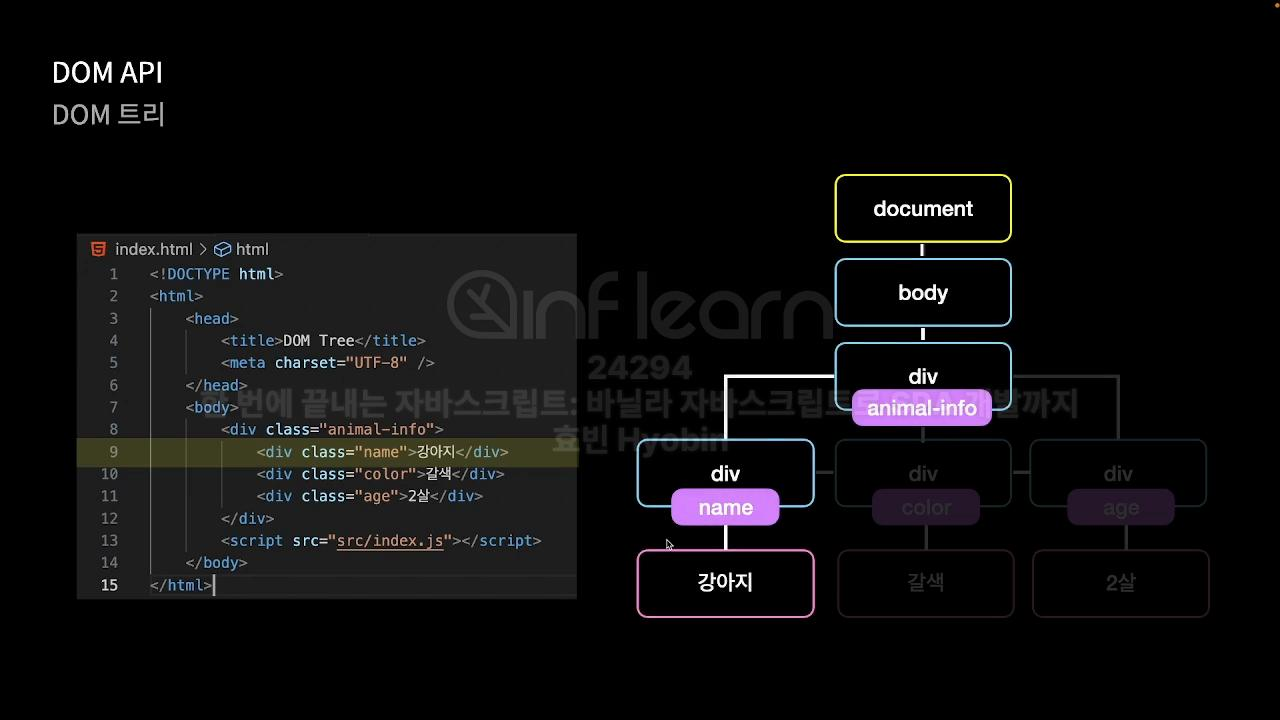 DOM API
DOM 트리
index.html > html
1 <!DOCTYPE html>
2 <html>
3 <head>
4 <title>DOM Tree</title>
5 <meta charset="UTF-8" />
6 </head>
7 <body>
8 <div class="animal-info">
9 <div class="name">강아지</div>
10 <div class="color">갈색</div>
11 <div class="age">2살</div>
12 </div>
13 <script src="src/index.js"></script>
14 </body>
15 </html>
document
body
div
animal-info
div
name
강아지
div
color
갈색
div
age
2살
inflearn
24294
한 번에 끝내는 자바스크립트: 바닐라 자바스크립트로 SPA 개발까지
효빈 Hyobin